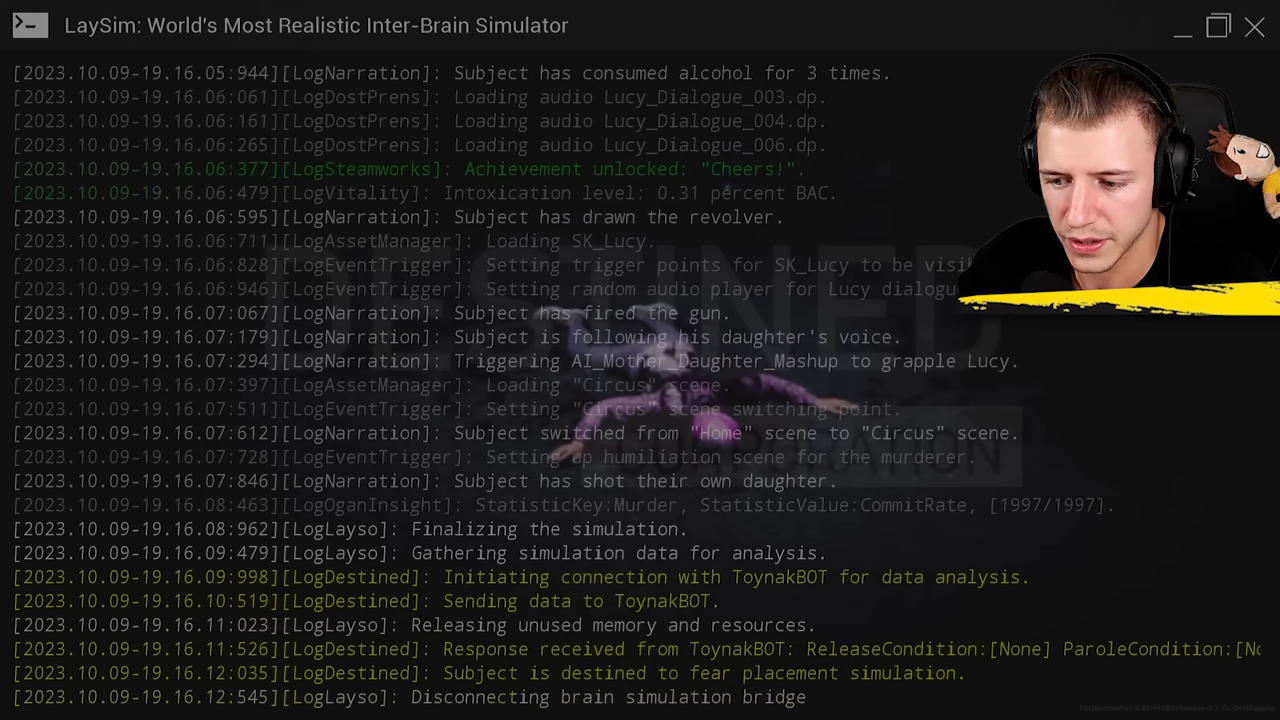 LaySim: World's Most Realistic Inter-Brain Simulator
[2023.10.09-19.16.05:944][LogNarration]: Subject has consumed alcohol for 3 times.
[2023.10.09-19.16.06:061][LogDostPrens]: Loading audio Lucy_Dialogue_003.dp.
[2023.10.09-19.16.06:161][LogDostPrens]: Loading audio Lucy_Dialogue_004.dp.
[2023.10.09-19.16.06:265][LogDostPrens]: Loading audio Lucy_Dialogue_006.dp.
[2023.10.09-19.16.06:377][LogSteamworks]: Achievement unlocked: "Cheers!".
[2023.10.09-19.16.06:479][LogVitality]: Intoxication level: 0.31 percent BAC.
[2023.10.09-19.16.06:595][LogNarration]: Subject has drawn the revolver.
[2023.10.09-19.16.06:711][LogAssetManager]: Loading SK_Lucy.
[2023.10.09-19.16.06:828][LogEventTrigger]: Setting trigger points for SK_Lucy to be visi
[2023.10.09-19.16.06:946][LogEventTrigger]: Setting random audio player for Lucy dialogu
[2023.10.09-19.16.07:067][LogNarration]: Subject has fired the gun.
[2023.10.09-19.16.07:179][LogNarration]: Subject is following his daughter's voice.
[2023.10.09-19.16.07:294][LogNarration]: Triggering AI_Mother_Daughter_Mashup to grapple Lucy.
[2023.10.09-19.16.07:397][LogAssetManager]: Loading "Circus" scene.
[2023.10.09-19.16.07:511][LogEventTrigger]: Setting "Circus" scene switching point.
[2023.10.09-19.16.07:612][LogNarration]: Subject switched from "Home" scene to "Circus" scene.
[2023.10.09-19.16.07:728][LogEventTrigger]: Setting up humiliation scene for the murderer.
[2023.10.09-19.16.07:846][LogNarration]: Subject has shot their own daughter.
[2023.10.09-19.16.08:463][LogOganInsight]: StatisticKey:Murder, StatisticValue:CommitRate, [1997/1997].
[2023.10.09-19.16.08:962][LogLayso]: Finalizing the simulation.
[2023.10.09-19.16.09:479][LogLayso]: Gathering simulation data for analysis.
[2023.10.09-19.16.09:998][LogDestined]: Initiating connection with ToynakBOT for data analysis.
[2023.10.09-19.16.10:519][LogDestined]: Sending data to ToynakBOT.
[2023.10.09-19.16.11:023][LogLayso]: Releasing unused memory and resources.
[2023.10.09-19.16.11:526][LogDestined]: Response received from ToynakBOT: ReleaseCondition:[None] ParoleCondition:[No
[2023.10.09-19.16.12:035][LogDestined]: Subject is destined to fear placement simulation.
[2023.10.09-19.16.12:545][LogLayso]: Disconnecting brain simulation bridge
DESTINED
CORPORATION